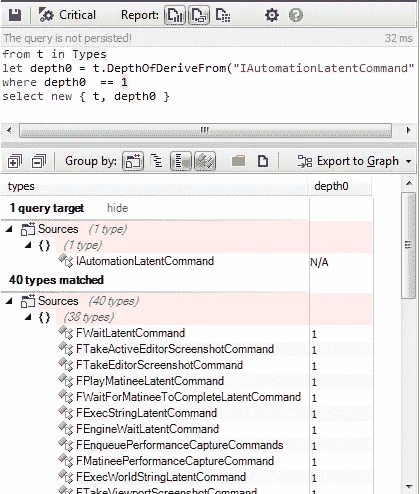 Critical Report:
The query is not persisted! 32 ms
from t in Types
let depth0 = t.DepthOfDeriveFrom("IAutomationLatentCommand"
where depth0 == 1
select new { t, depth0 }
Group by: Export to Graph
types depth0
1 query target hide
Sources (1 type)
{} (1 type)
IAutomationLatentCommand N/A
40 types matched
Sources (40 types)
{} (38 types)
FWaitLatentCommand 1
FTakeActiveEditorScreenshotCommand 1
FTakeEditorScreenshotCommand 1
FPlayMatineeLatentCommand 1
FWaitForMatineeToCompleteLatentCommand 1
FExecStringLatentCommand 1
FEngineWaitLatentCommand 1
FEnqueuePerformanceCaptureCommands 1
FMatineePerformanceCaptureCommand 1
FExecWorldStringLatentCommand 1
FTakeViewportScreenshotCommand 1